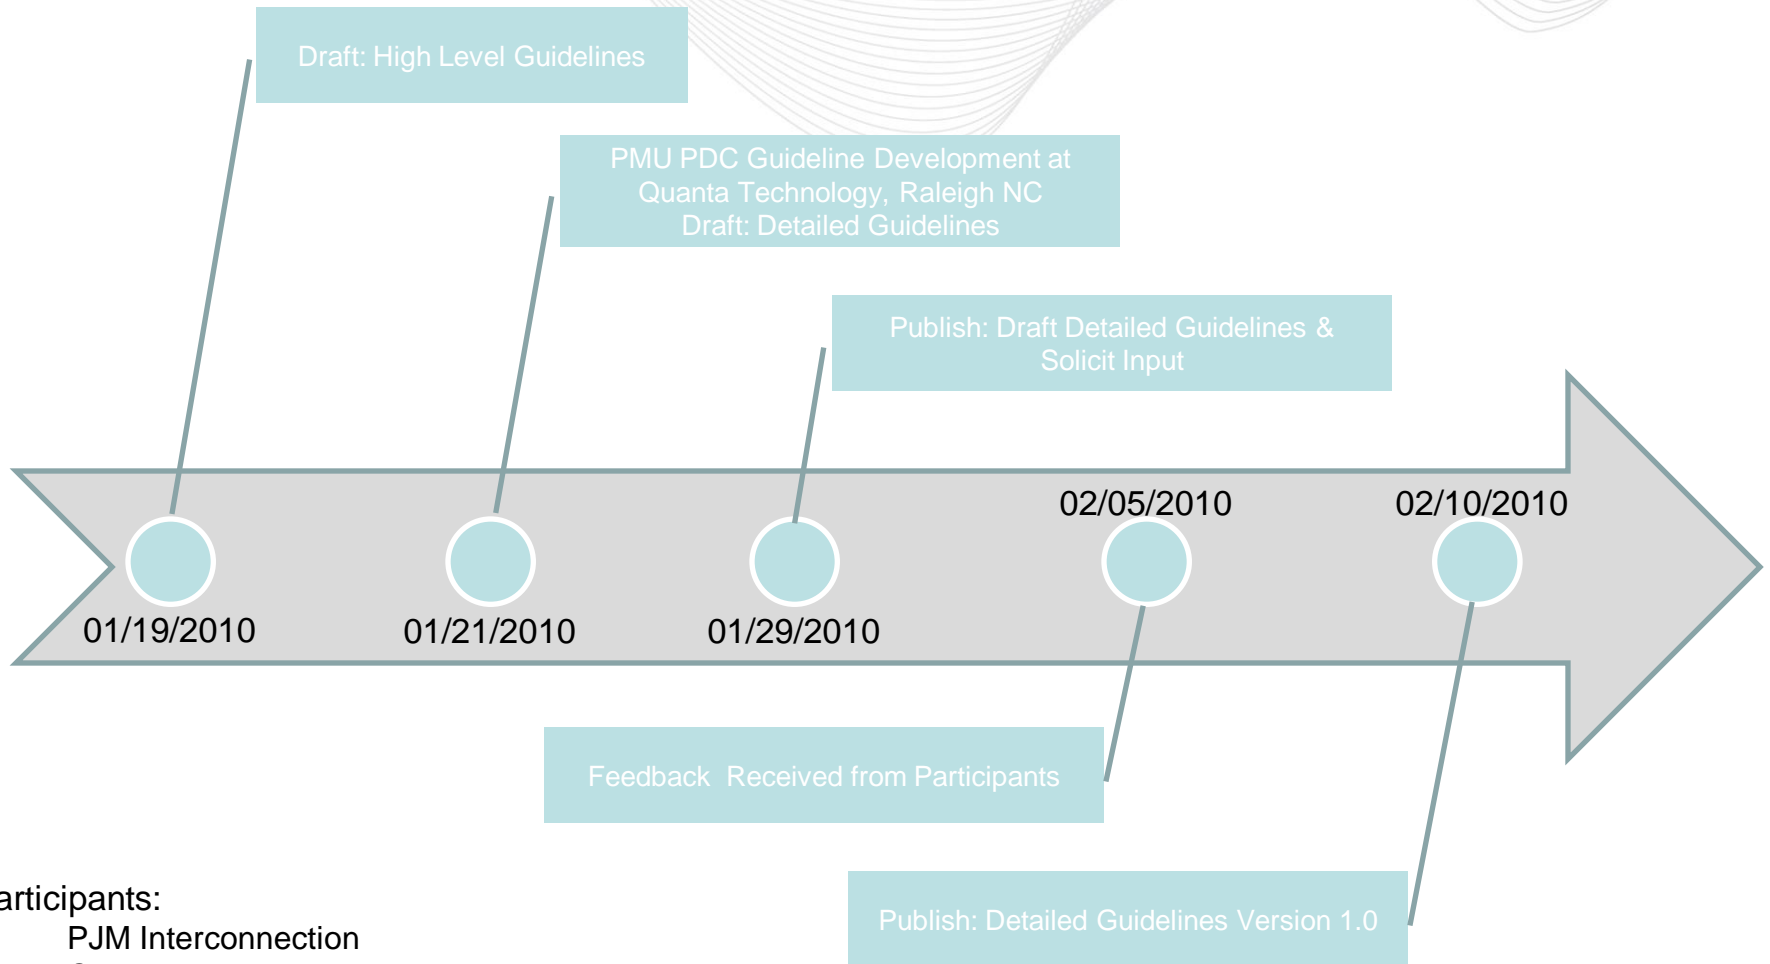 Draft: High Level Guidelines
PMU PDC Guideline Development at
Quanta Technology, Raleigh NC
Draft: Detailed Guidelines
Publish: Draft Detailed Guidelines &
Solicit Input
02/05/2010
02/10/2010
01/19/2010
01/21/2010
01/29/2010
Feedback Received from Participants
Publish: Detailed Guidelines Version 1.0
articipants:
PJM Interconnection